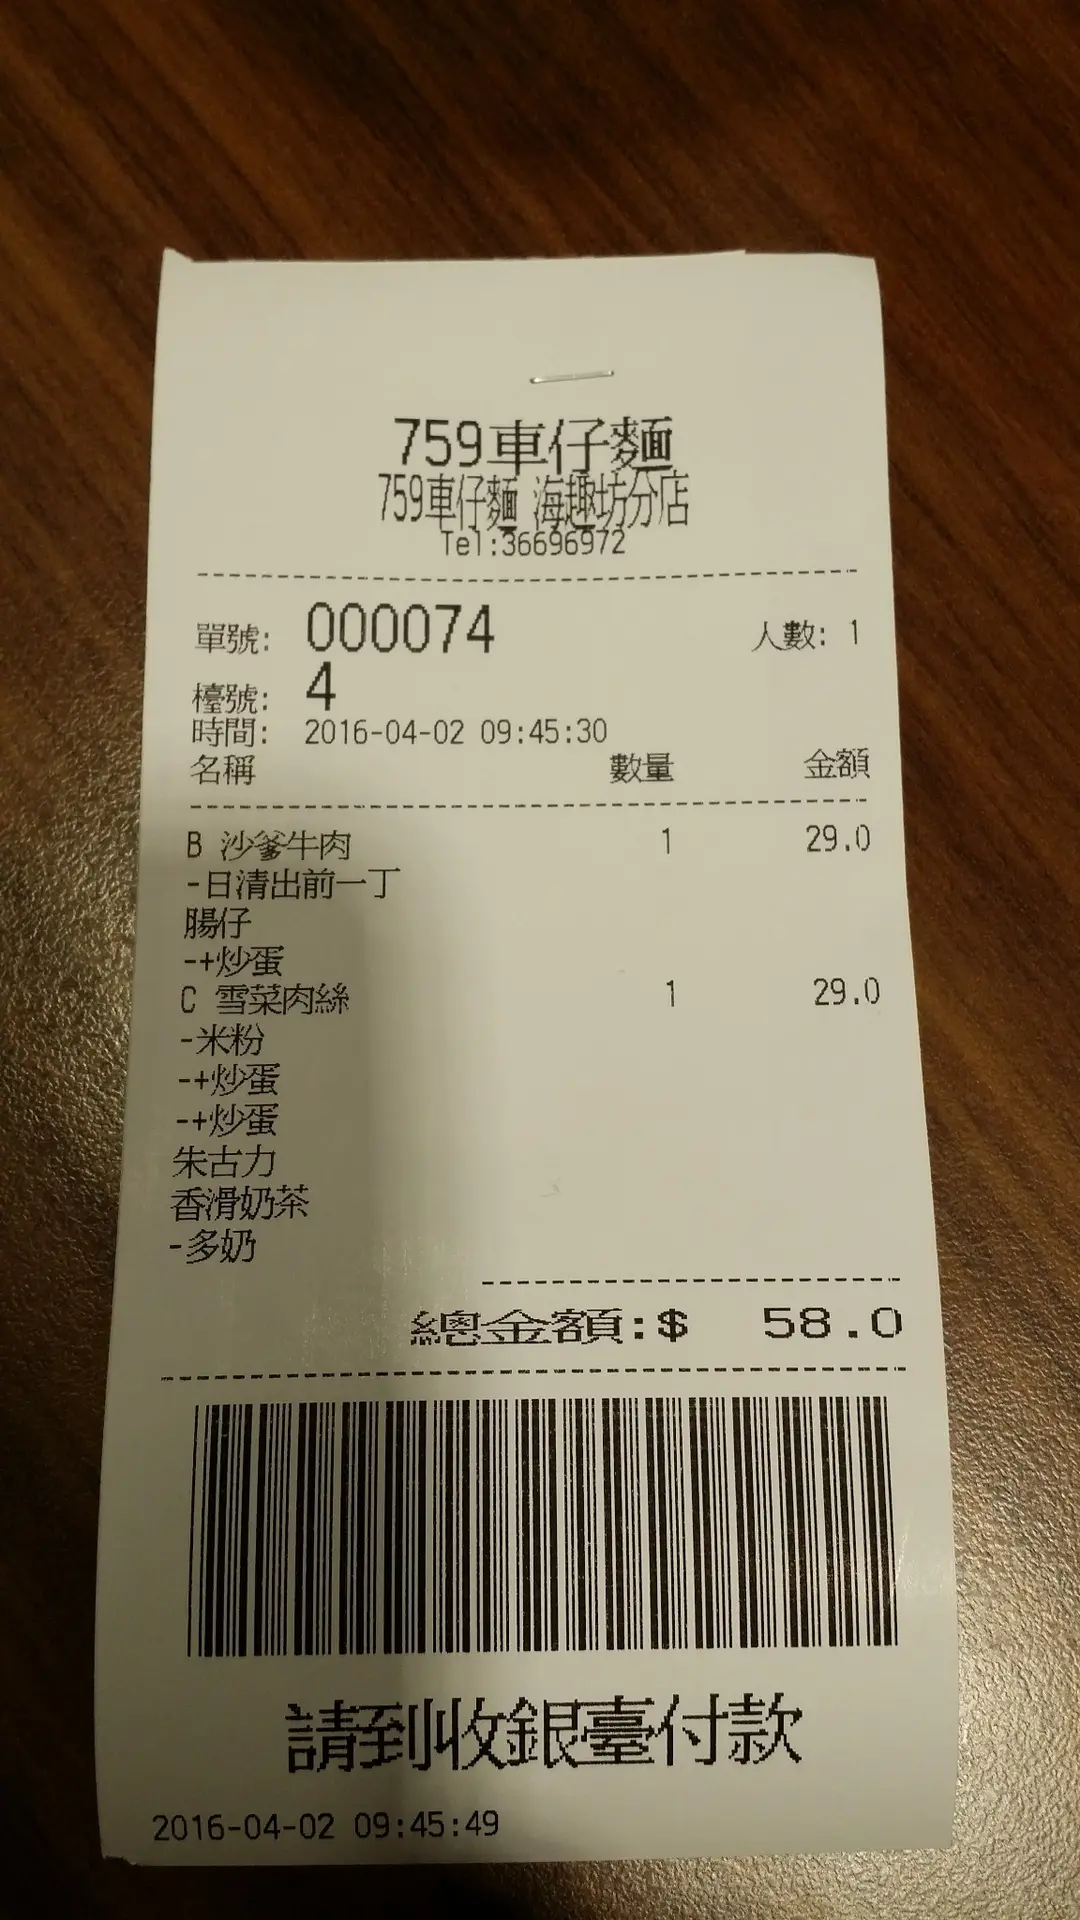 759車仔麵
759車仔麵 海趣坊分店
Tel:36696972
單號: 000074 人數: 1
檯號: 4
時間: 2016-04-02 09:45:30
名稱 數量 金額
B 沙爹牛肉 1 29.0
-日清出前一丁
腸仔
-+炒蛋
C 雪菜肉絲 1 29.0
-米粉
-+炒蛋
-+炒蛋
朱古力
香滑奶茶
-多奶
總金額:$ 58.0
請到收銀臺付款
2016-04-02 09:45:49